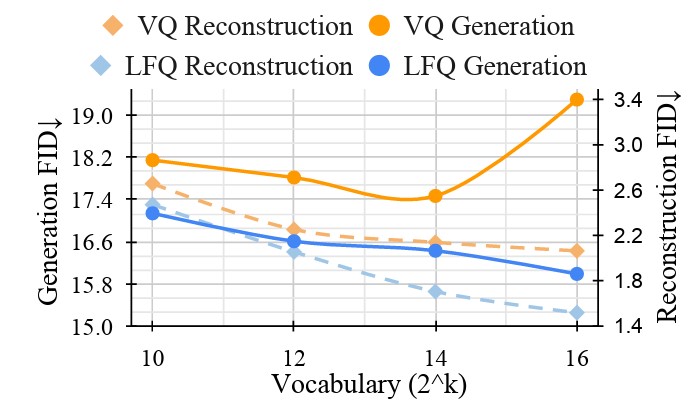 VQ Reconstruction VQ Generation
LFQ Reconstruction LFQ Generation
Generation FID↓
19.0
18.2
17.4
16.6
15.8
15.0
3.4
3.0
2.6
2.2
1.8
1.4
Reconstruction FID↓
10 12 14 16
Vocabulary (2^k)